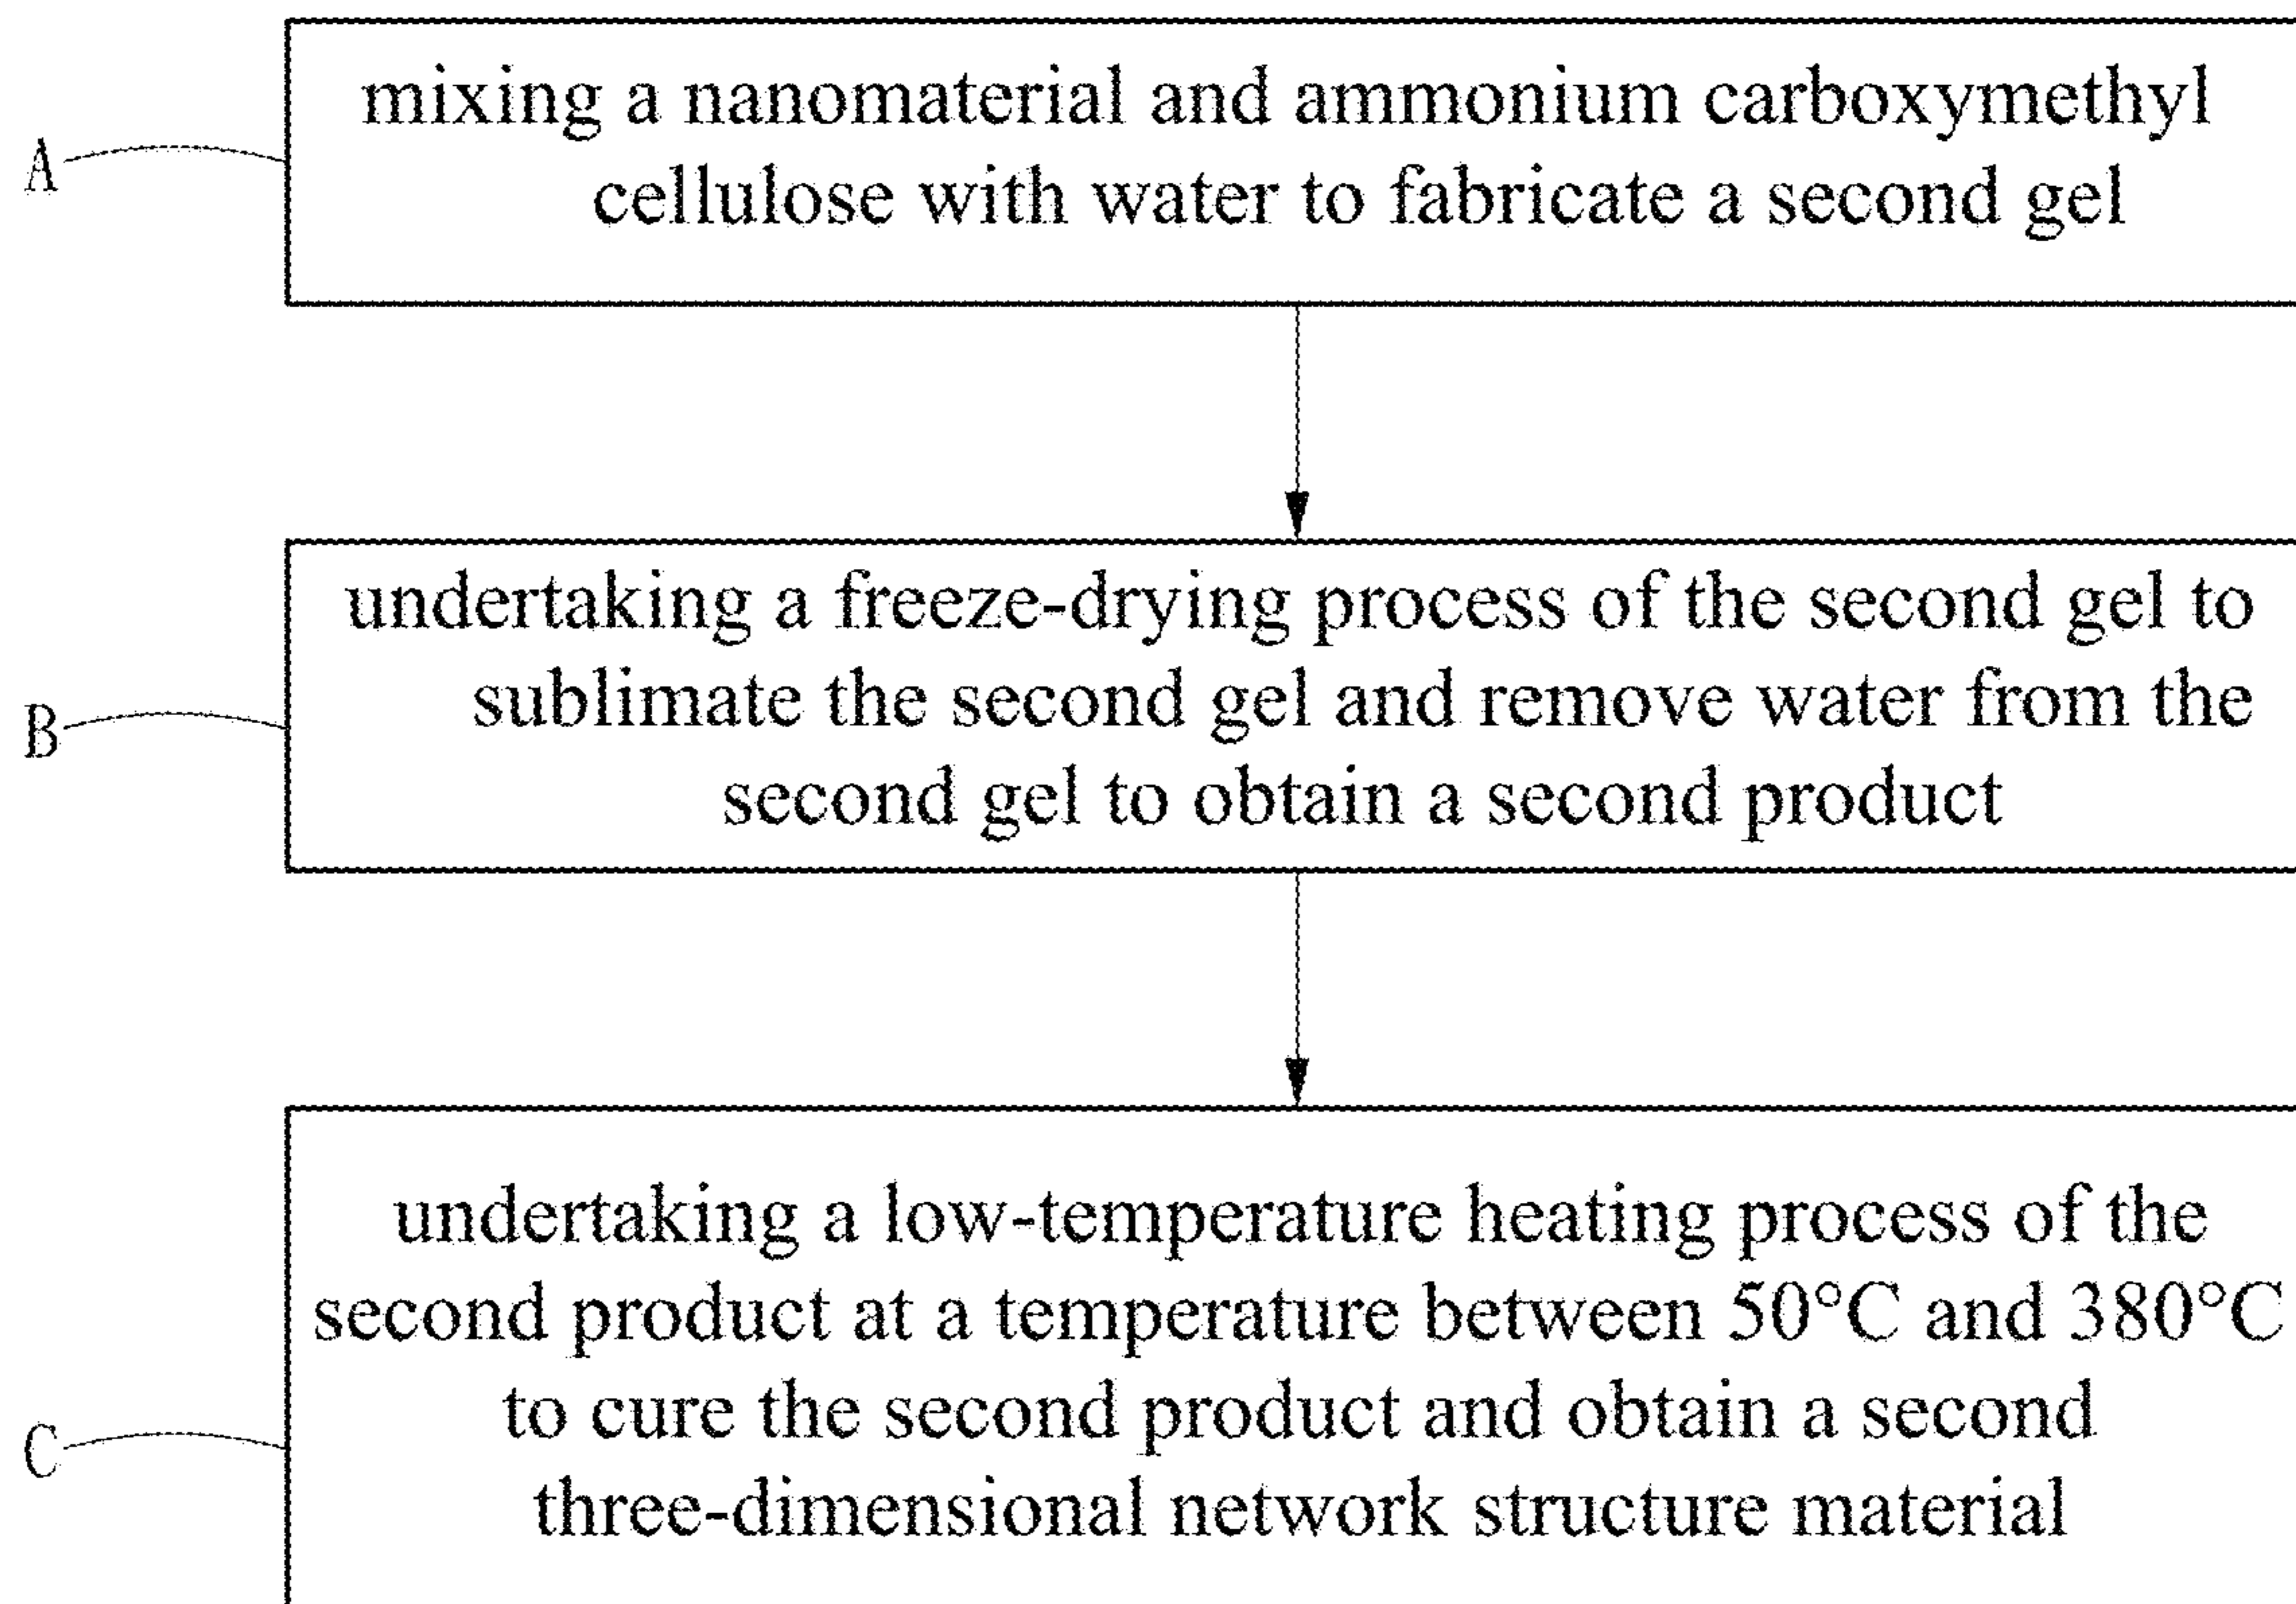 A
mixing a nanomaterial and ammonium carboxymethyl
cellulose with water to fabricate a second gel
B
undertaking a freeze-drying process of the second gel to
sublimate the second gel and remove water from the
second gel to obtain a second product
C
undertaking a low-temperature heating process of the
second product at a temperature between 50°C and 380°C
to cure the second product and obtain a second
three-dimensional network structure material